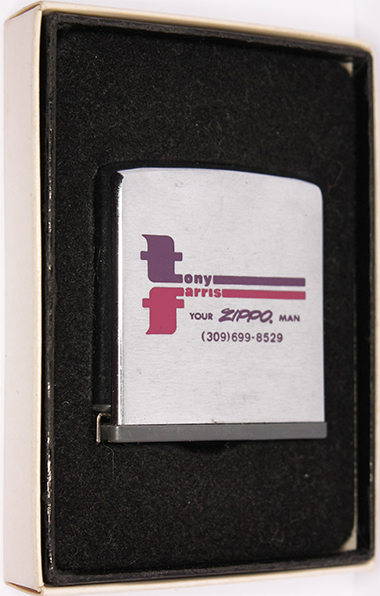 tony
farris
YOUR ZIPPO. MAN
(309)699-8529